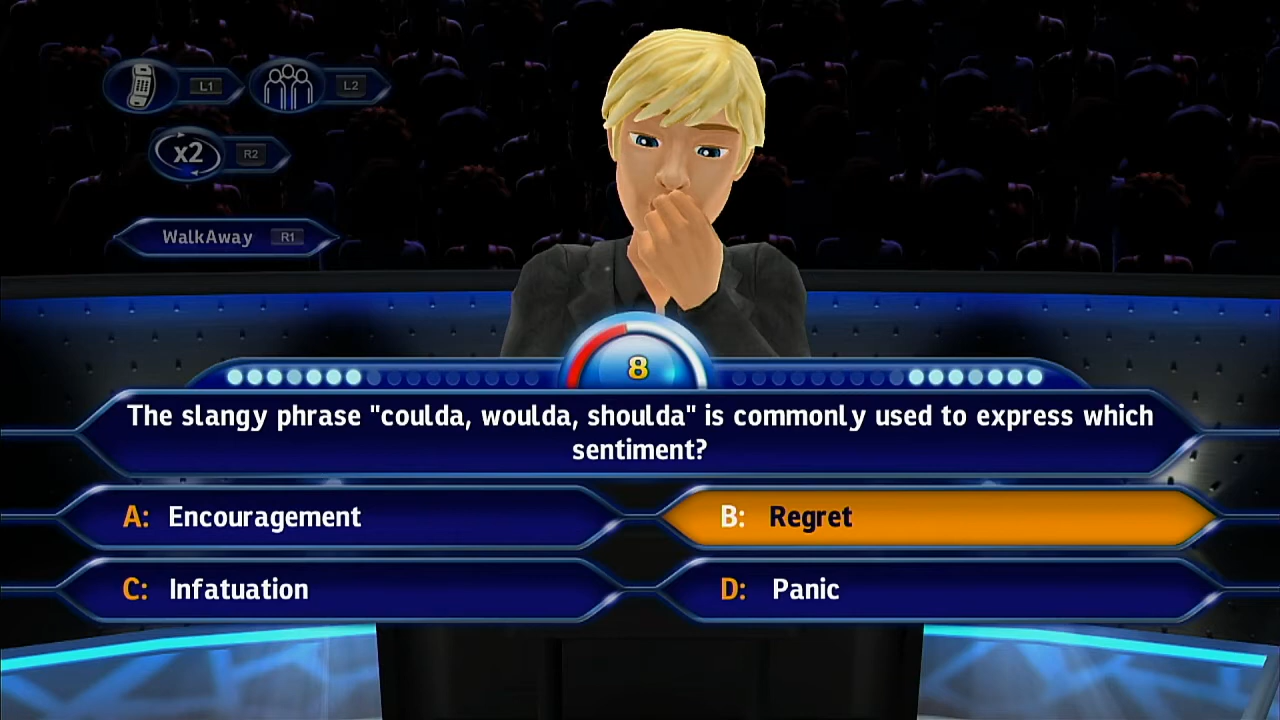 L1
L2
x2
R2
WalkAway R1
8
The slangy phrase "coulda, woulda, shoulda" is commonly used to express which
sentiment?
A: Encouragement
B: Regret
C: Infatuation
D: Panic